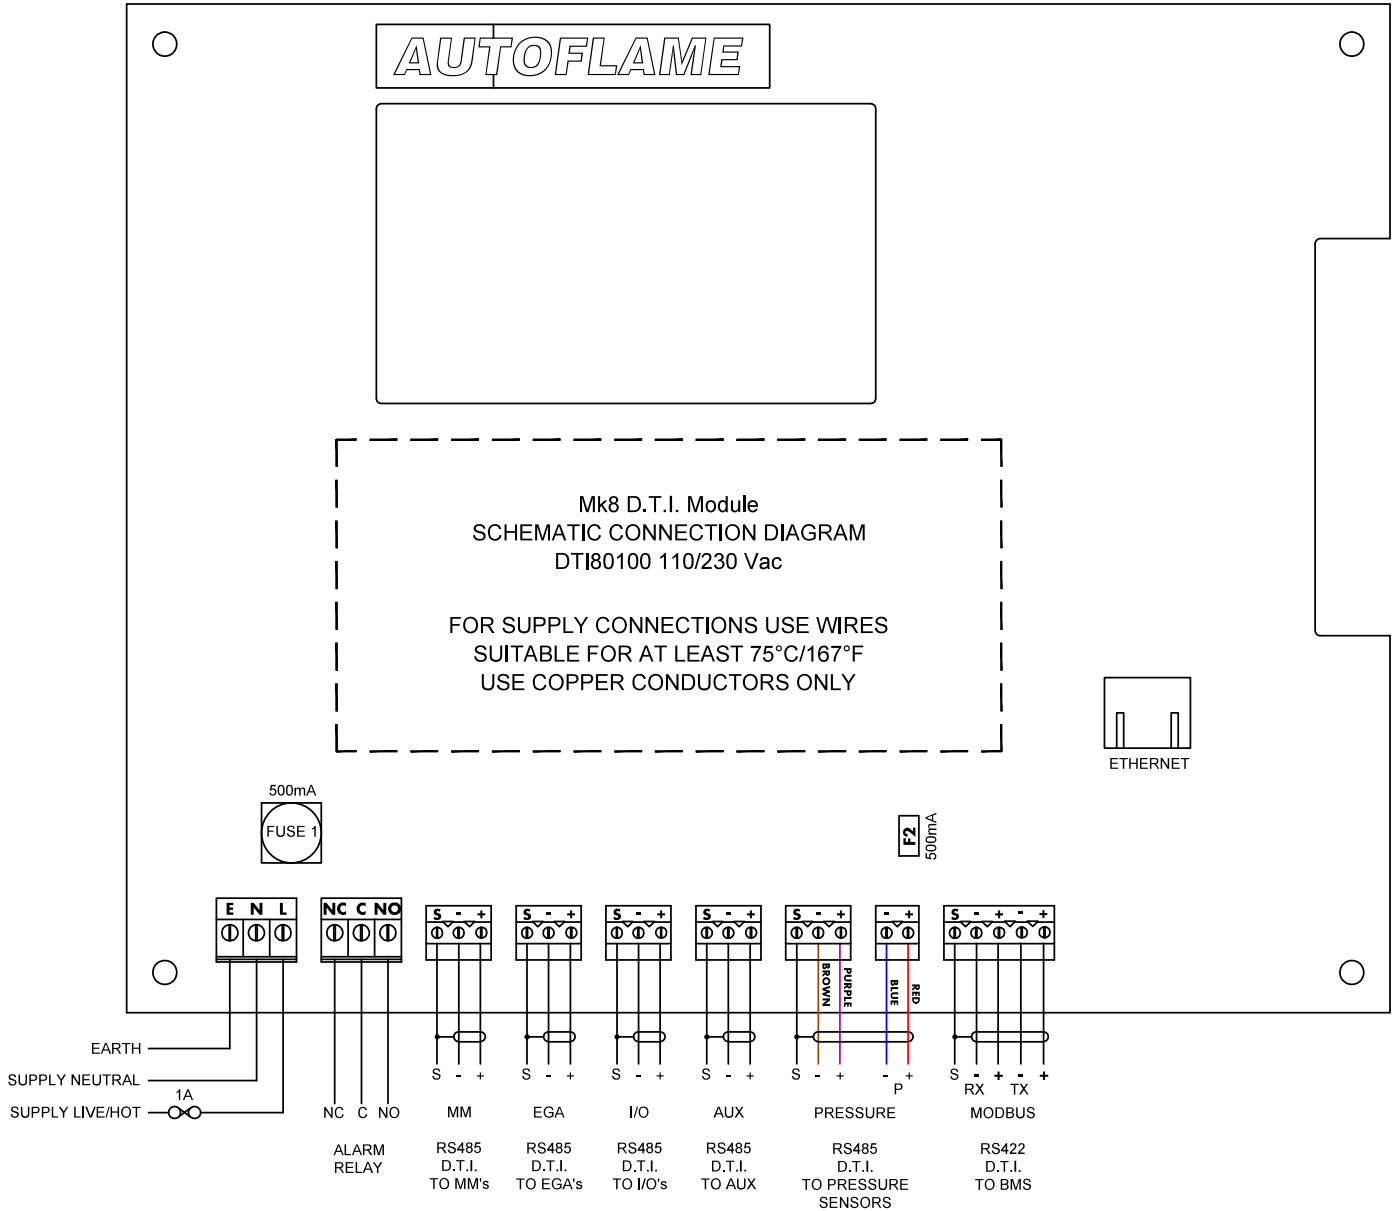 AUTOFLAME
Mk8 D.T.I. Module
SCHEMATIC CONNECTION DIAGRAM
DTI80100 110/230 Vac
FOR SUPPLY CONNECTIONS USE WIRES
SUITABLE FOR AT LEAST 75°C/167°F
USE COPPER CONDUCTORS ONLY
ETHERNET
500mA
FUSE 1
F2
500mA
E N L
NC C NO
S - +
S - +
S - +
S - +
S - +
- +
S - + - +
BROWN
PURPLE
BLUE
RED
EARTH
SUPPLY NEUTRAL
SUPPLY LIVE/HOT
1A
NC C NO
ALARM
RELAY
S - +
MM
RS485
D.T.I.
TO MM's
S - +
EGA
RS485
D.T.I.
TO EGA's
S - +
I/O
RS485
D.T.I.
TO I/O's
S - +
AUX
RS485
D.T.I.
TO AUX
S - + - +
P
PRESSURE
RS485
D.T.I.
TO PRESSURE
SENSORS
S - + - +
RX TX
MODBUS
RS422
D.T.I.
TO BMS